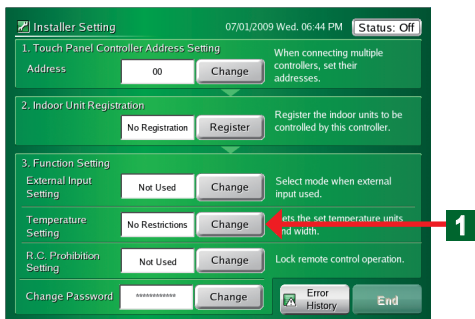 Installer Setting
07/01/2009 Wed. 06:44 PM
Status: Off
1. Touch Panel Controller Address Setting
Address
00
Change
When connecting multiple
controllers, set their
addresses.
2. Indoor Unit Registration
No Registration
Register
Register the indoor units to be
controlled by this controller.
3. Function Setting
External Input
Setting
Not Used
Change
Select mode when external
input used.
Temperature
Setting
No Restrictions
Change
the set temperature units
width.
1
R.C. Prohibition
Setting
Not Used
Change
Lock remote control operation.
Change Password
************
Change
Error
History
End